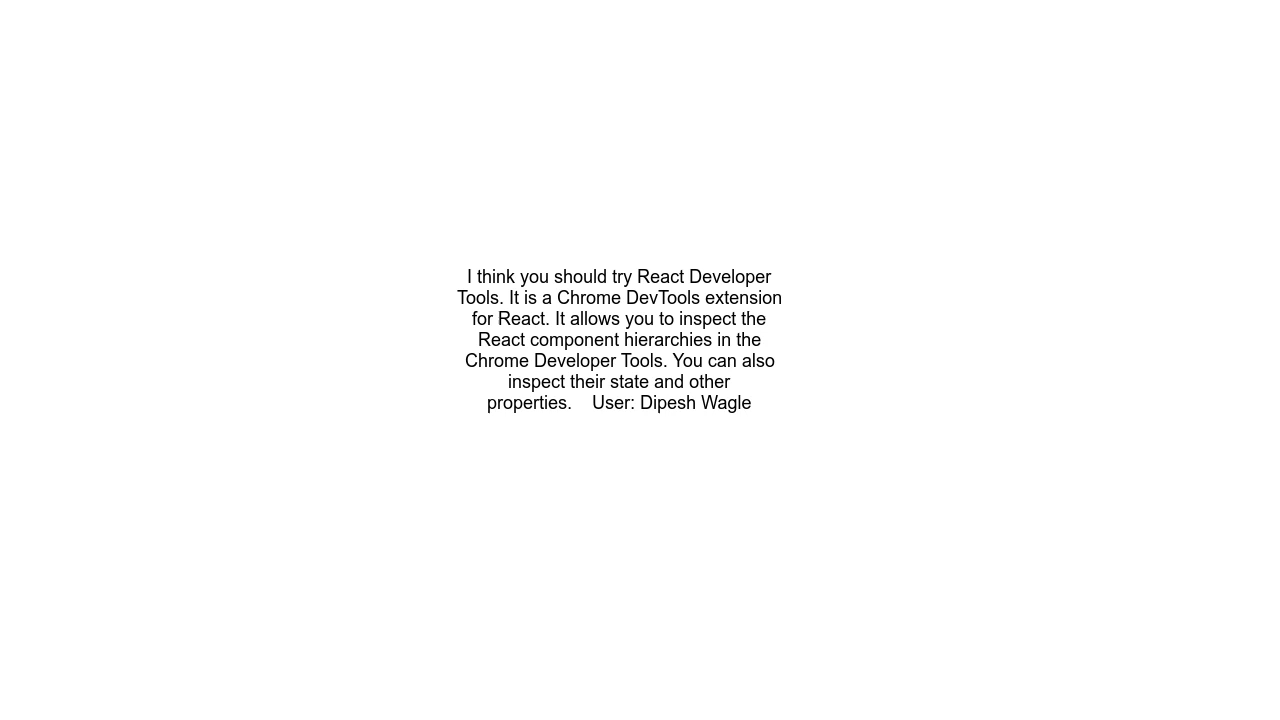 I think you should try React Developer
Tools. It is a Chrome DevTools extension
for React. It allows you to inspect the
React component hierarchies in the
Chrome Developer Tools. You can also
inspect their state and other
properties.    User: Dipesh Wagle